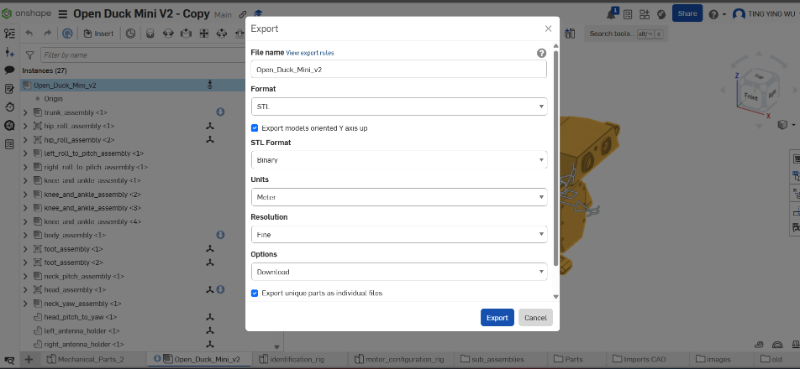 onshape
Open Duck Mini V2 - Copy
Main
Share
TING YING WU
Insert
Search tools...
Filter by name
Instances (27)
Open_Duck_Mini_v2
Origin
trunk_assembly <1>
hip_roll_assembly <1>
hip_roll_assembly <2>
left_roll_to_pitch_assembly <1>
right_roll_to_pitch_assembly <1>
knee_and_ankle_assembly <1>
knee_and_ankle_assembly <2>
knee_and_ankle_assembly <3>
knee_and_ankle_assembly <4>
body_assembly <1>
foot_assembly <1>
foot_assembly <2>
neck_pitch_assembly <1>
head_assembly <1>
neck_yaw_assembly <1>
head_pitch_to_yaw <1>
left_antenna_holder <1>
right_antenna_holder <1>
Export
File name View export rules
Open_Duck_Mini_v2
Format
STL
Export models oriented Y axis up
STL Format
Binary
Units
Meter
Resolution
Fine
Options
Download
Export unique parts as individual files
Export
Cancel
Z
Mechanical_Parts_2
Open_Duck_Mini_v2
identification_rig
motor_configuration_rig
sub_assemblies
Parts
Imports CAO
images
old